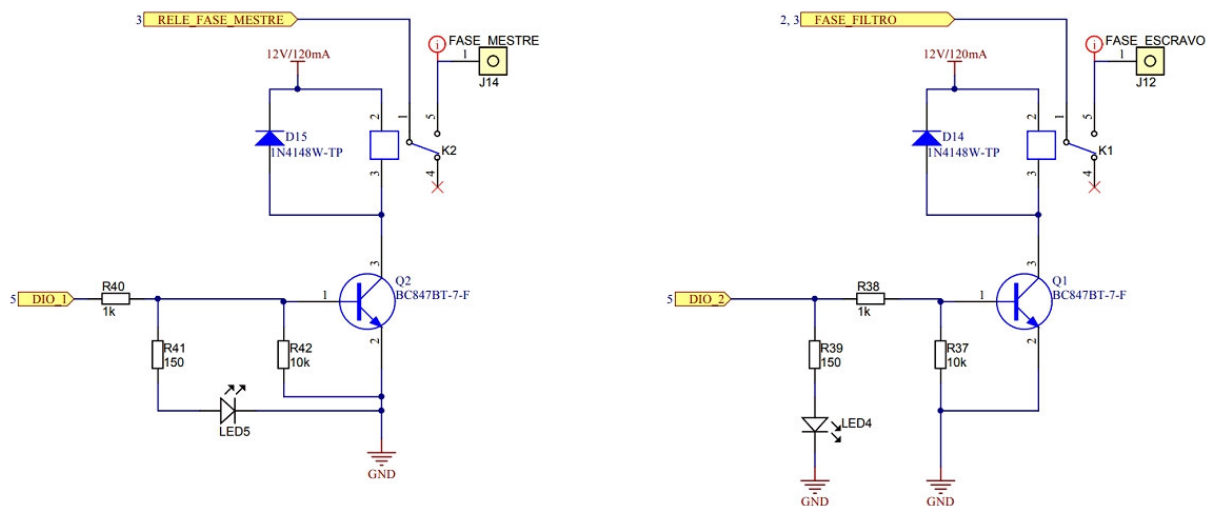 3 RELE_FASE_MESTRE
FASE_MESTRE
12V/120mA
1
J14
D15
1N4148W-TP
2
1
5
K2
3
4
3
5 DIO_1
R40
1k
1
Q2
BC847BT-7-F
2
R41
150
R42
10k
LED5
GND
2, 3 FASE_FILTRO
FASE_ESCRAVO
12V/120mA
1
J12
D14
1N4148W-TP
2
1
5
K1
3
4
3
5 DIO_2
R38
1k
1
Q1
BC847BT-7-F
2
R39
150
R37
10k
LED4
GND
GND